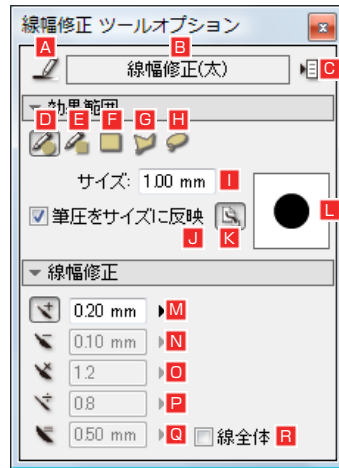 線幅修正 ツールオプション
A
B
線幅修正(太)
C
効果範囲
D E F G H
サイズ: 1.00 mm I
L
筆圧をサイズに反映
J K
線幅修正
0.20 mm M
0.10 mm N
1.2 O
0.8 P
0.50 mm Q 線全体 R